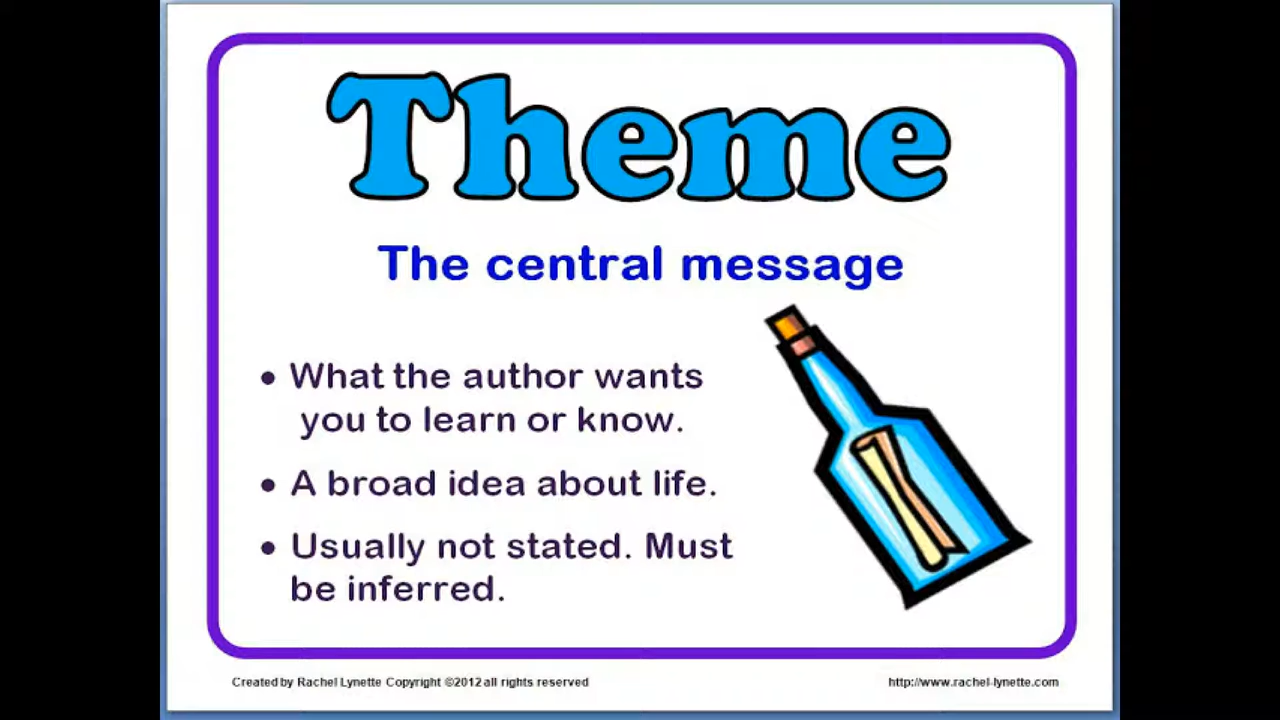 Theme
The central message
• What the author wants
you to learn or know.
• A broad idea about life.
• Usually not stated. Must
be inferred.
Created by Rachel Lynette Copyright ©2012 all rights reserved
http://www.rachel-lynette.com